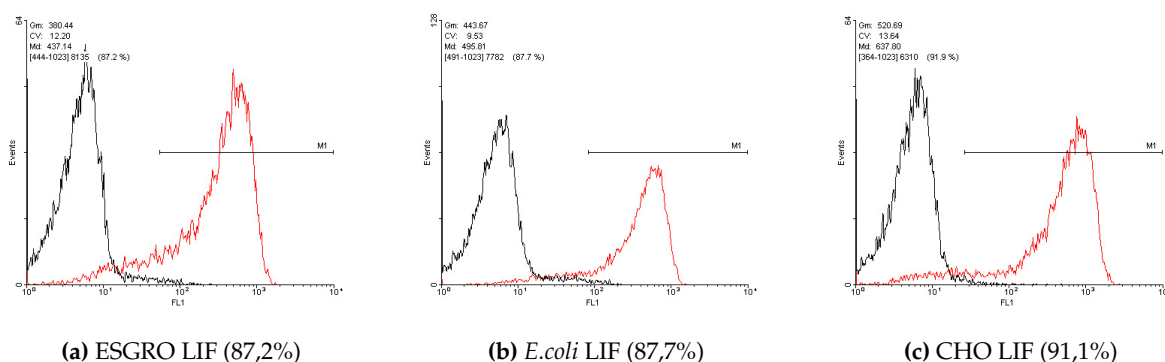 64
Gm: 380.44
CV: 12.20
Md: 437.14
[444-1023] 8135 (87.2 %)
Events
M1
0
10⁰ 10¹ 10² 10³ 10⁴
FL1
128
Gm: 443.67
CV: 9.53
Md: 495.81
[491-1023] 7782 (87.7 %)
Events
M1
0
10⁰ 10¹ 10² 10³ 10⁴
FL1
64
Gm: 520.69
CV: 13.64
Md: 637.80
[364-1023] 6310 (91.9 %)
Events
M1
0
10⁰ 10¹ 10² 10³ 10⁴
FL1
(a) ESGRO LIF (87,2%)
(b) E.coli LIF (87,7%)
(c) CHO LIF (91,1%)